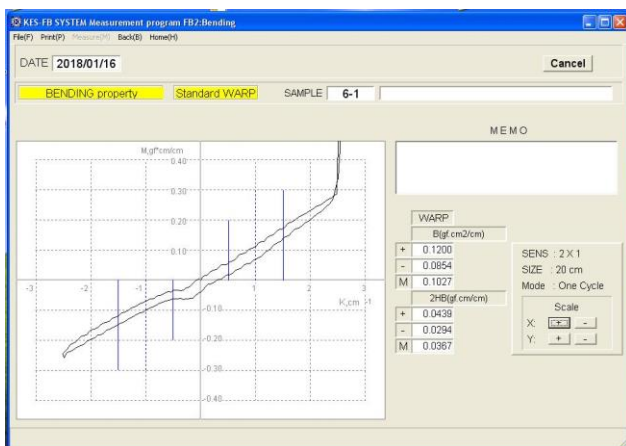 KES-FB SYSTEM Measurement program FB2:Bending
File(F) Print(P) Measure(M) Back(B) Home(H)
DATE 2018/01/16
Cancel
BENDING property Standard WARP SAMPLE 6-1
MEMO
M,gf*cm/cm
0.40
0.30
0.20
0.10
-3 -2 -1 1 2 3
K,cm -1
-0.10
-0.20
-0.30
-0.40
WARP
B(gf.cm2/cm)
+ 0.1200
- 0.0854
M 0.1027
2HB(gf.cm/cm)
+ 0.0439
- 0.0294
M 0.0367
SENS : 2 X 1
SIZE : 20 cm
Mode : One Cycle
Scale
X: + -
Y: + -